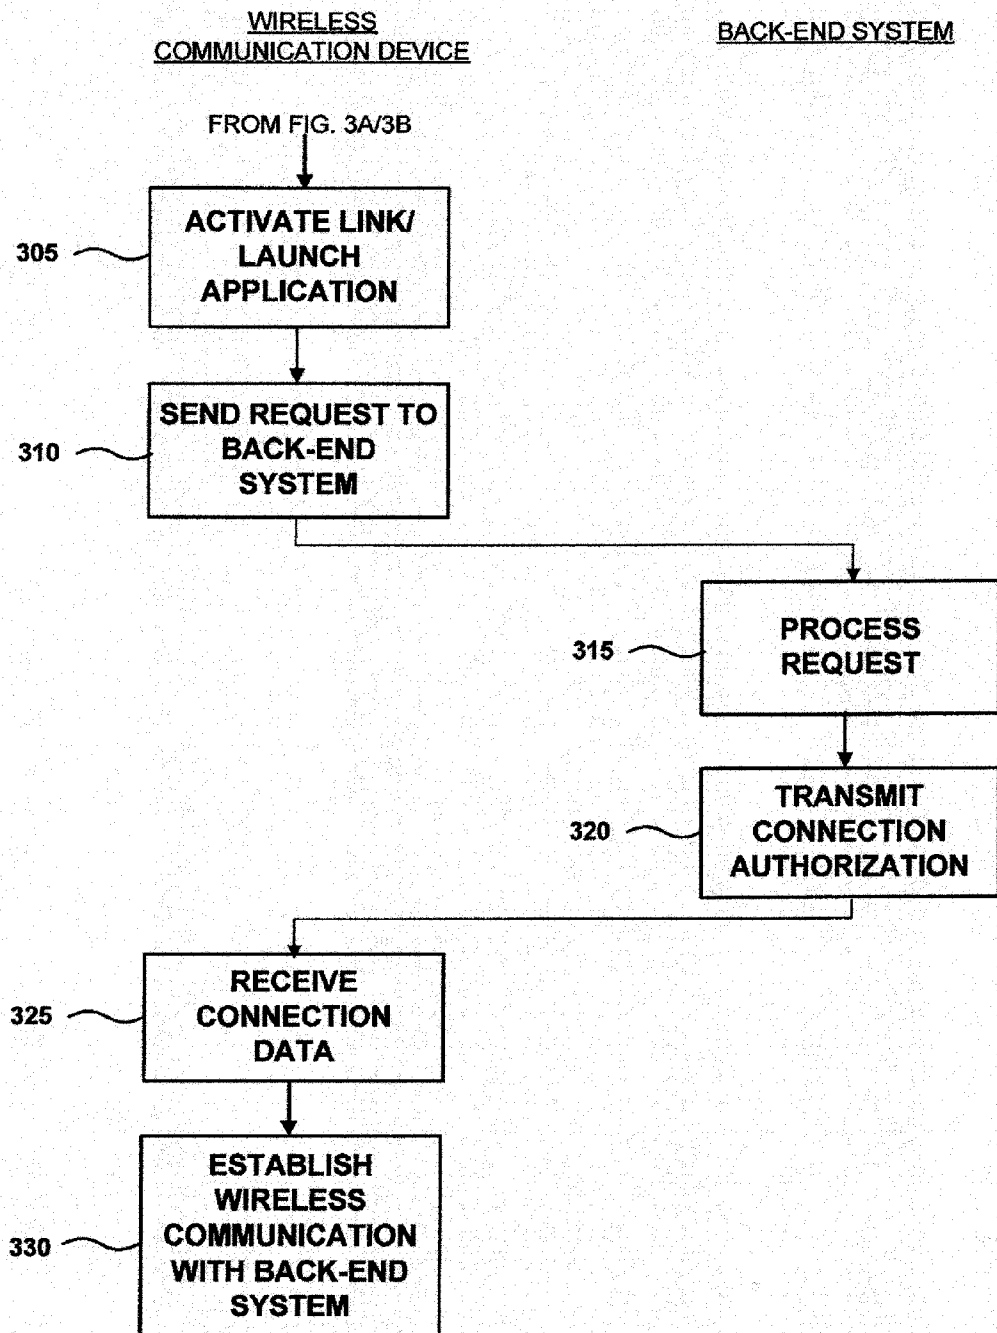 WIRELESS
COMMUNICATION DEVICE
BACK-END SYSTEM
FROM FIG. 3A/3B
305
ACTIVATE LINK/
LAUNCH
APPLICATION
310
SEND REQUEST TO
BACK-END
SYSTEM
315
PROCESS
REQUEST
320
TRANSMIT
CONNECTION
AUTHORIZATION
325
RECEIVE
CONNECTION
DATA
330
ESTABLISH
WIRELESS
COMMUNICATION
WITH BACK-END
SYSTEM